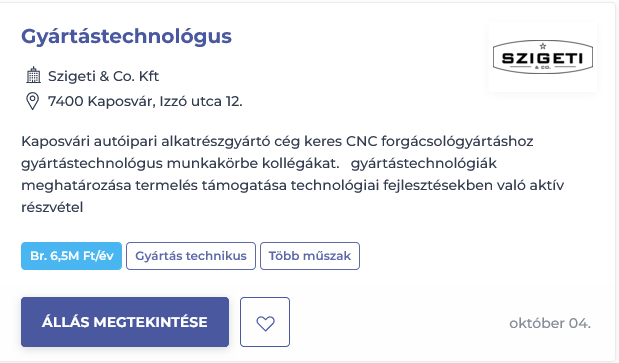 Gyártástechnológus
SZIGETI
& CO.
Szigeti & Co. Kft
7400 Kaposvár, Izzó utca 12.
Kaposvári autóipari alkatrészgyártó cég keres CNC forgácsológyártáshoz
gyártástechnológus munkakörbe kollégákat.   gyártástechnológiák
meghatározása termelés támogatása technológiai fejlesztésekben való aktív
részvétel
Br. 6,5M Ft/év
Gyártás technikus
Több műszak
ÁLLÁS MEGTEKINTÉSE
október 04.